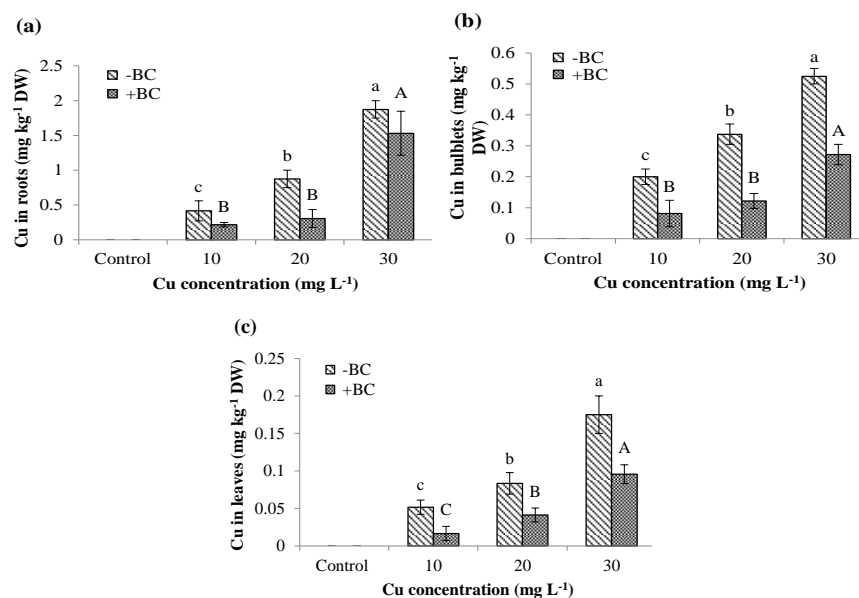 (a)
-BC
+BC
Cu in roots (mg kg⁻¹ DW)
2.5
2
1.5
1
0.5
0
a
A
b
B
c
B
Control 10 20 30
Cu concentration (mg L⁻¹)
(b)
-BC
+BC
Cu in bulblets (mg kg⁻¹
DW)
0.6
0.5
0.4
0.3
0.2
0.1
0
a
A
b
B
c
B
Control 10 20 30
Cu concentration (mg L⁻¹)
(c)
-BC
+BC
Cu in leaves (mg kg⁻¹ DW)
0.25
0.2
0.15
0.1
0.05
0
a
A
b
B
c
C
Control 10 20 30
Cu concentration (mg L⁻¹)